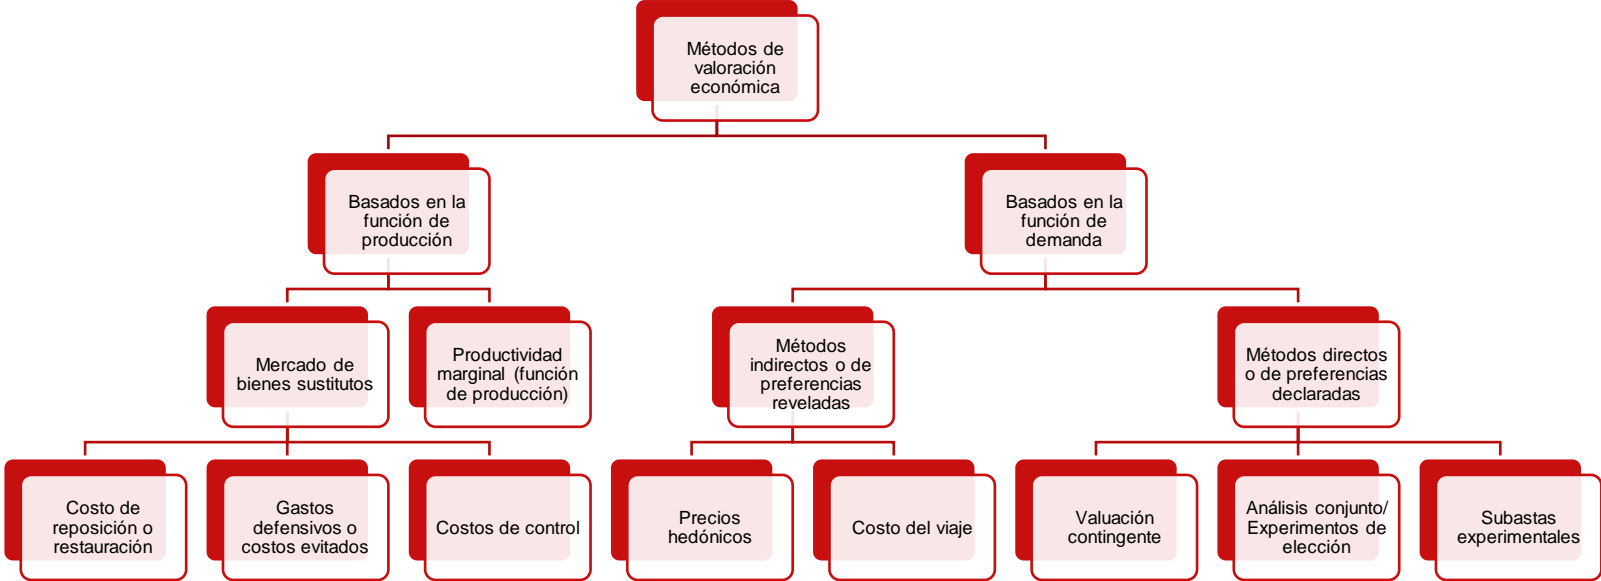 Métodos de
valoración
económica
Basados en la
función de
producción
Basados en la
función de
demanda
Mercado de
bienes sustitutos
Productividad
marginal (función
de producción)
Métodos
indirectos o de
preferencias
reveladas
Métodos directos
o de preferencias
declaradas
Costo de
reposición o
restauración
Gastos
defensivos o
costos evitados
Costos de control
Precios
hedónicos
Costo del viaje
Valuación
contingente
Análisis conjunto/
Experimentos de
elección
Subastas
experimentales